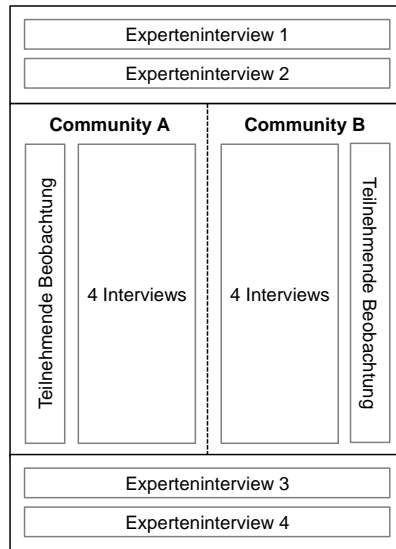 Experteninterview 1
Experteninterview 2
Community A
Community B
Teilnehmende Beobachtung
4 Interviews
4 Interviews
Teilnehmende Beobachtung
Experteninterview 3
Experteninterview 4